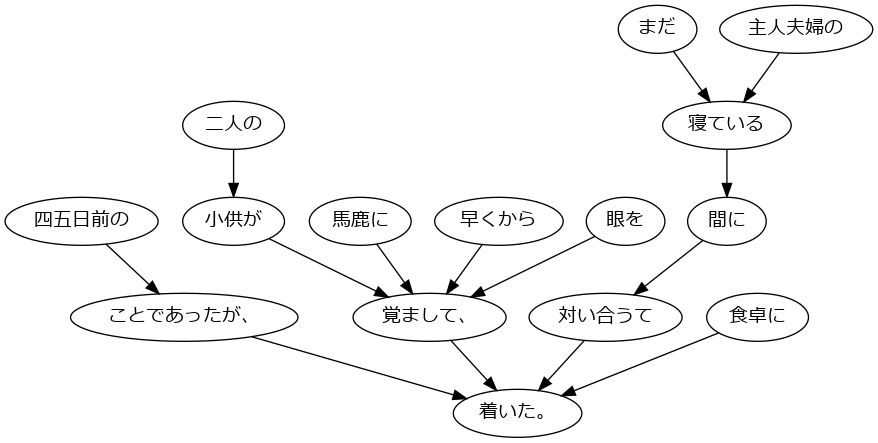 まだ
主人夫婦の
二人の
寝ている
四五日前の
小供が
馬鹿に
早くから
眼を
間に
ことであったが、
覚まして、
対い合うて
食卓に
着いた。